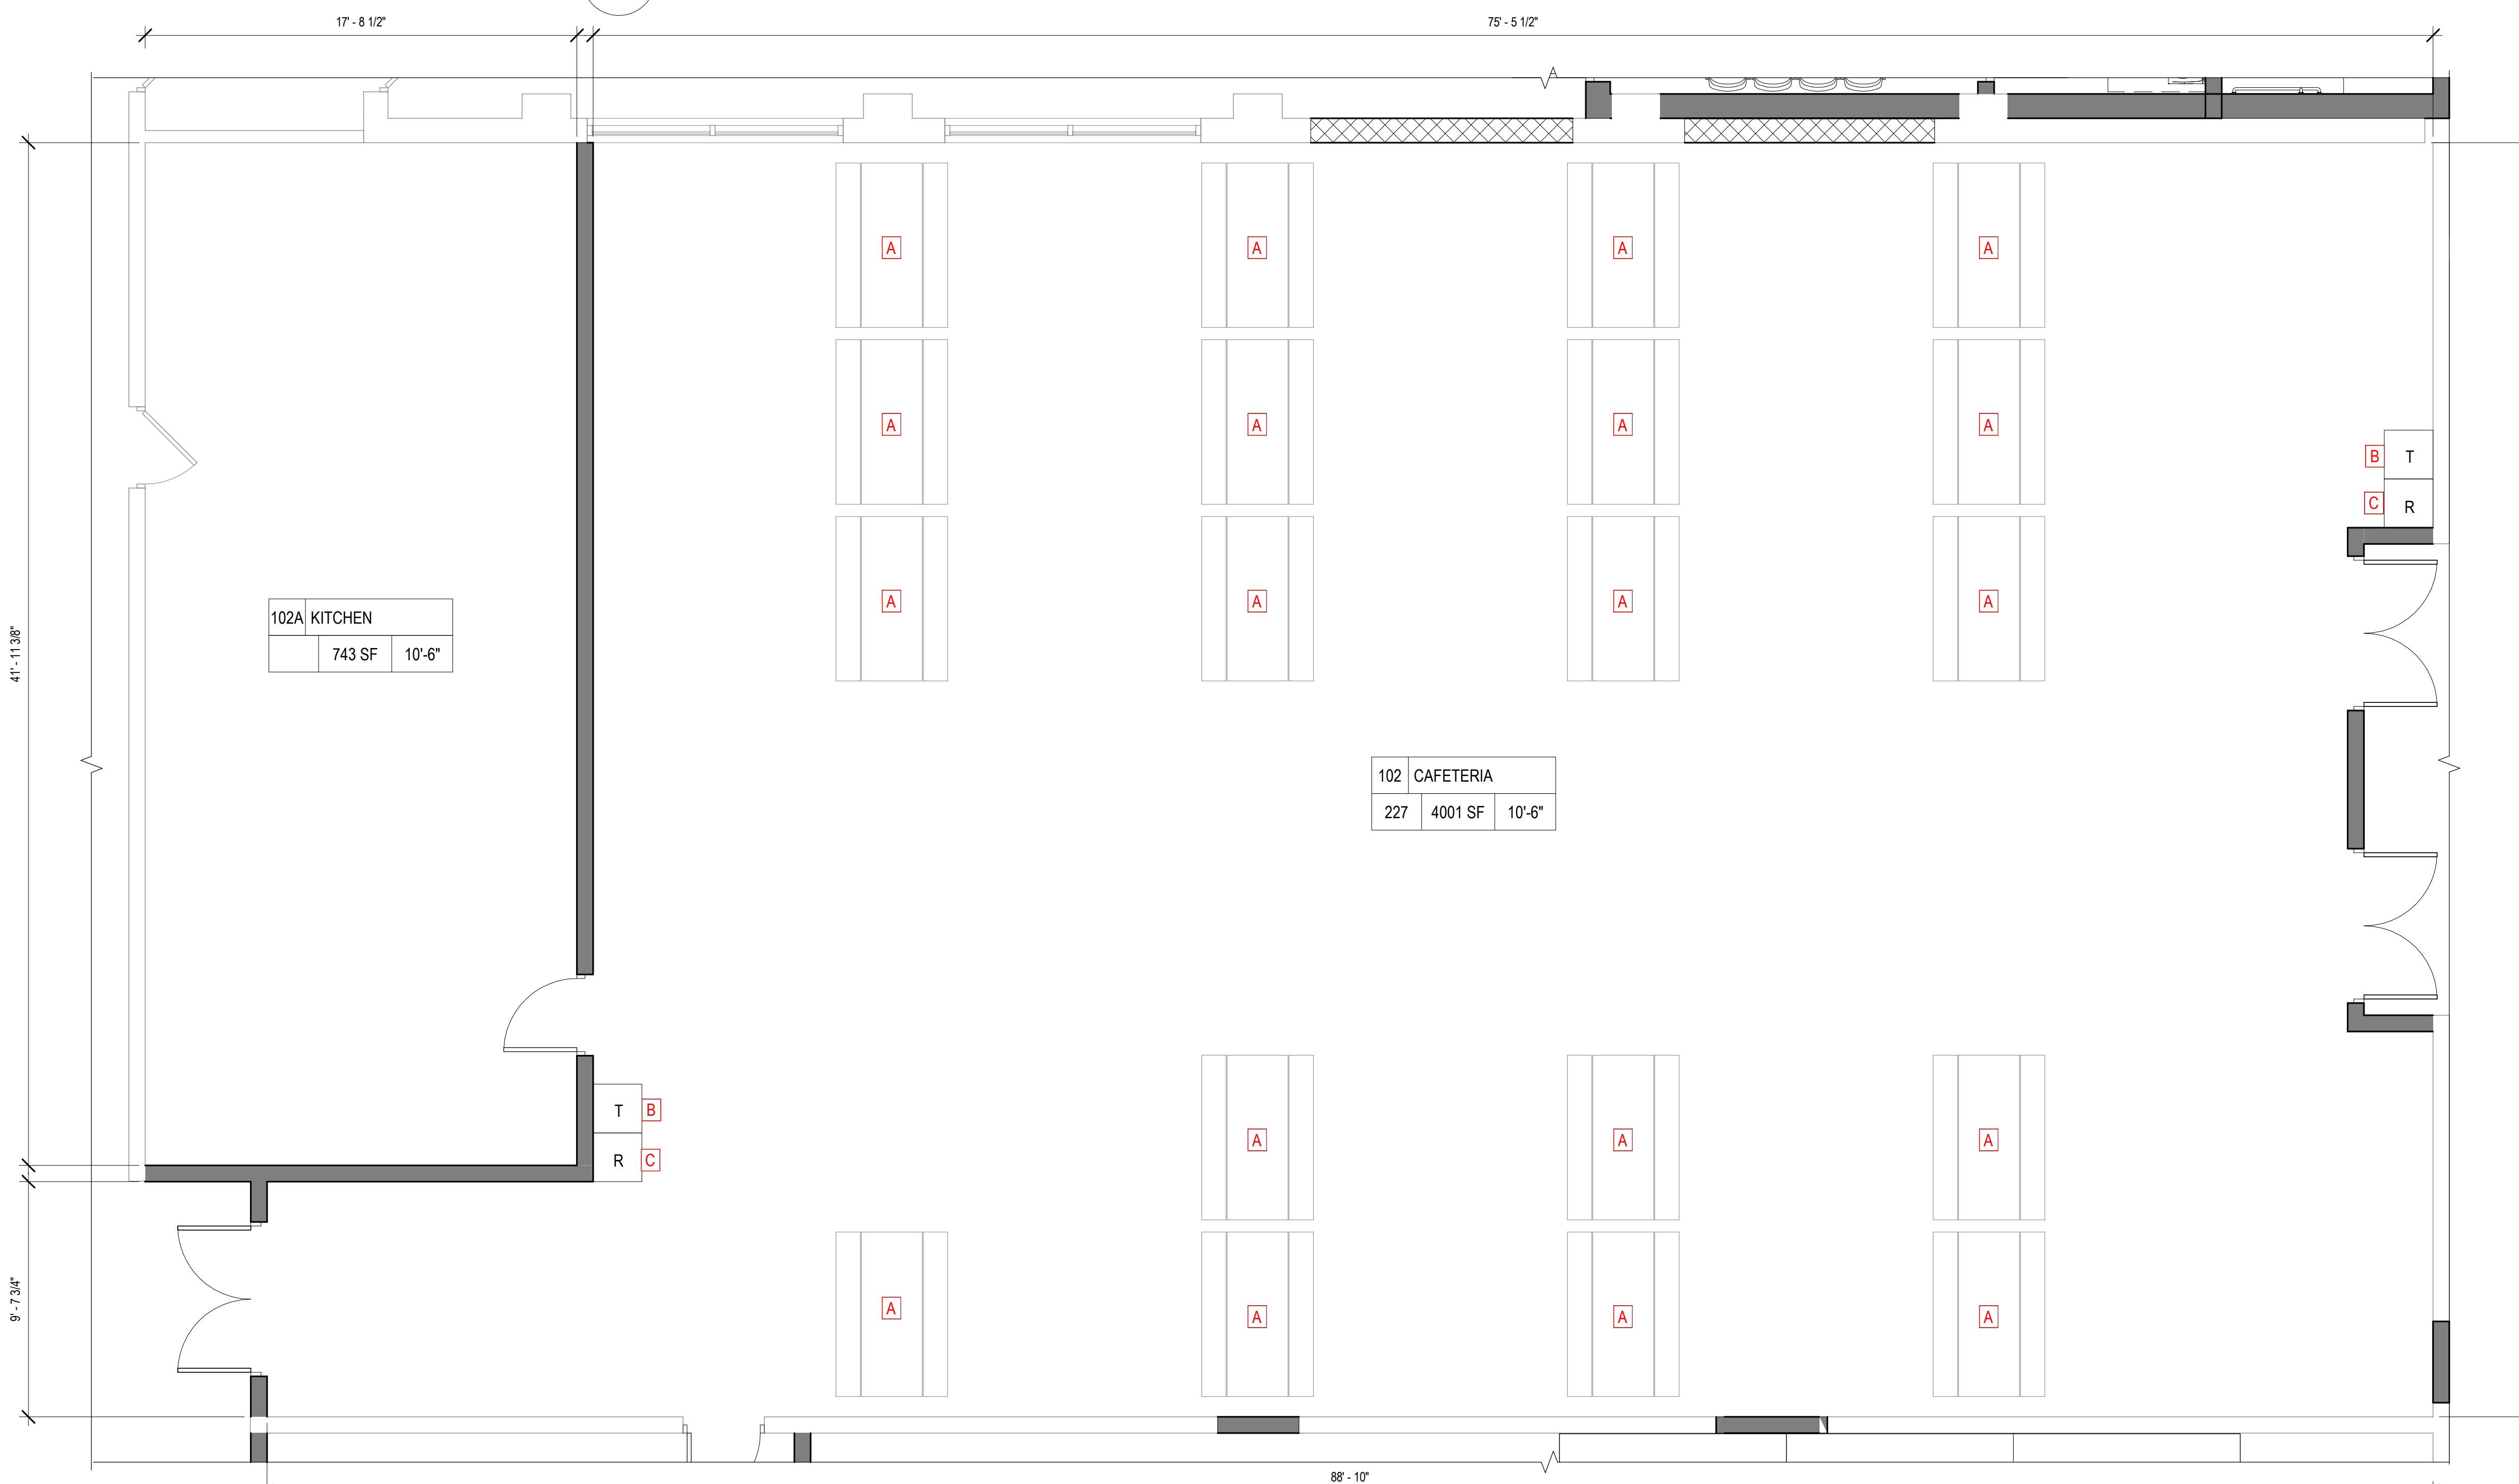 17' - 8 1/2"
75' - 5 1/2"
A A A A
A A A A
B T
C R
A A A A
41' - 11 3/8"
102A KITCHEN
743 SF 10'-6"
102 CAFETERIA
227 4001 SF 10'-6"
T B
A A A
R C
9' - 7 3/4"
A A A A
88' - 10"